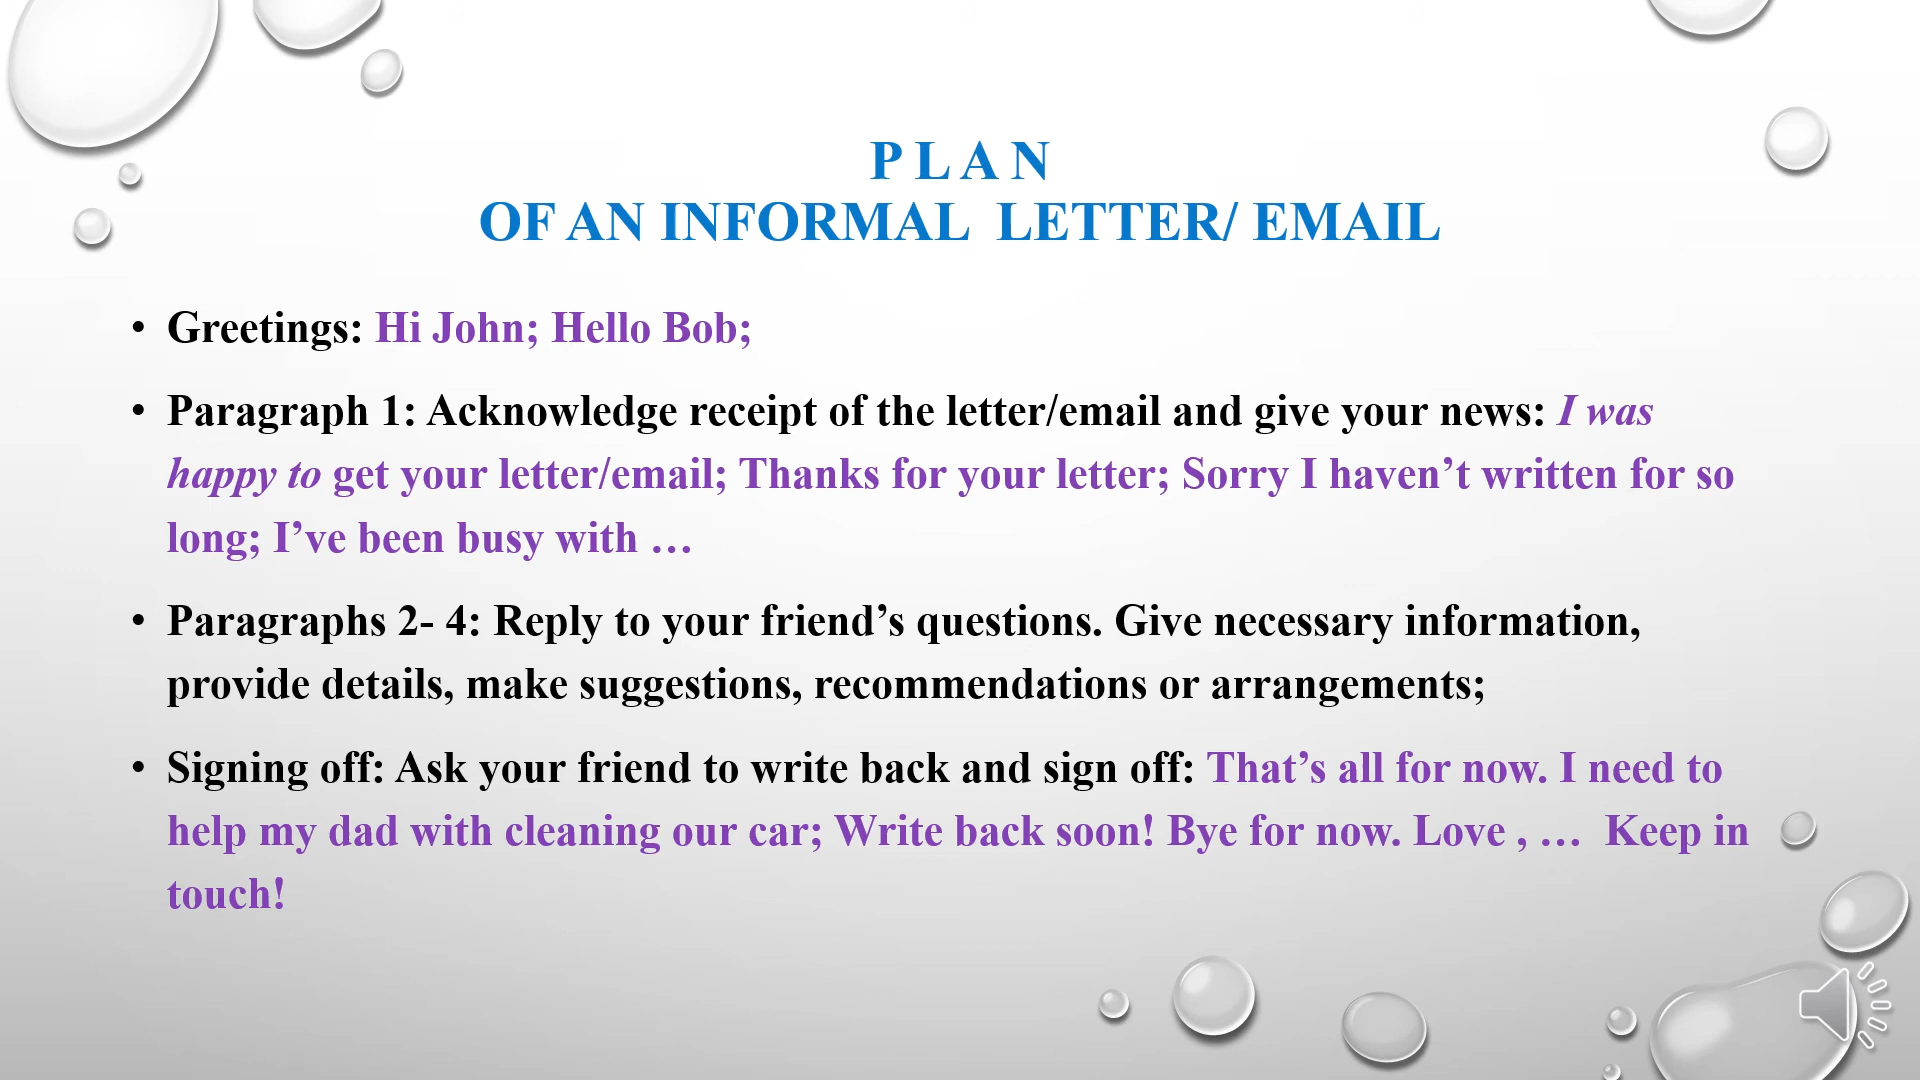 P L A N
OF AN INFORMAL LETTER/ EMAIL
• Greetings: Hi John; Hello Bob;
• Paragraph 1: Acknowledge receipt of the letter/email and give your news: I was
happy to get your letter/email; Thanks for your letter; Sorry I haven’t written for so
long; I’ve been busy with …
• Paragraphs 2- 4: Reply to your friend’s questions. Give necessary information,
provide details, make suggestions, recommendations or arrangements;
• Signing off: Ask your friend to write back and sign off: That’s all for now. I need to
help my dad with cleaning our car; Write back soon! Bye for now. Love , … Keep in
touch!